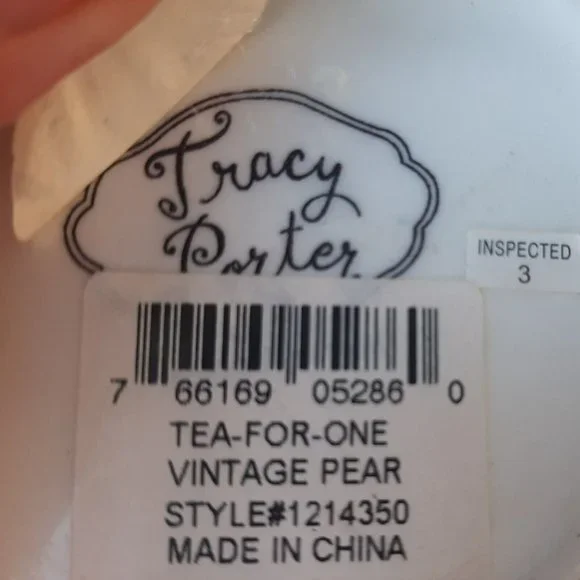 Tracy
Porter
INSPECTED
3
7 66169 05286 0
TEA-FOR-ONE
VINTAGE PEAR
STYLE#1214350
MADE IN CHINA